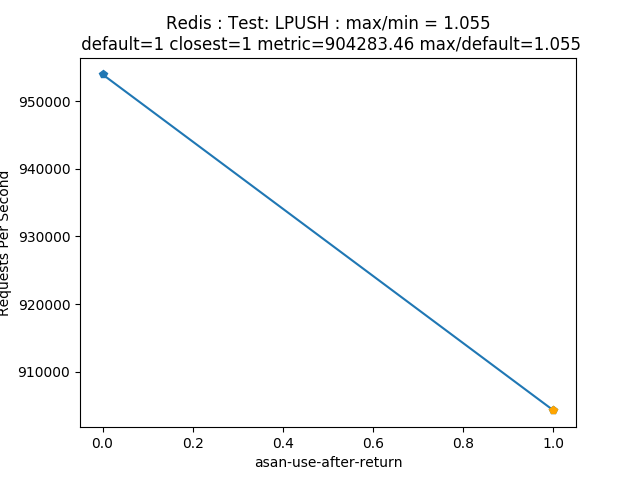 Redis : Test: LPUSH : max/min = 1.055
default=1 closest=1 metric=904283.46 max/default=1.055
950000
940000
930000
920000
910000
Requests Per Second
0.0 0.2 0.4 0.6 0.8 1.0
asan-use-after-return